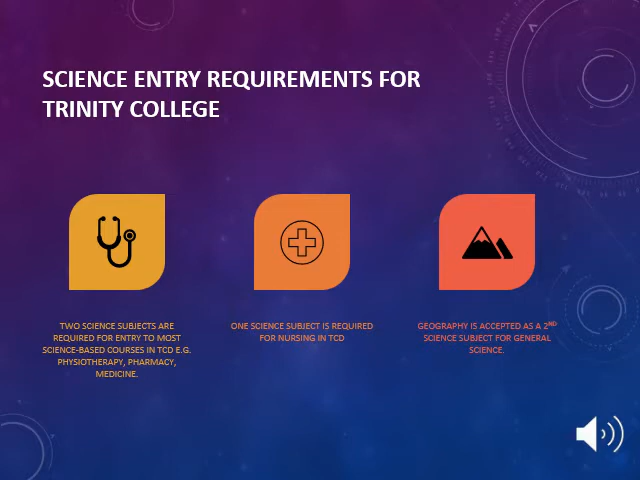 SCIENCE ENTRY REQUIREMENTS FOR
TRINITY COLLEGE
TWO SCIENCE SUBJECTS ARE
REQUIRED FOR ENTRY TO MOST
SCIENCE-BASED COURSES IN TCD E.G.
PHYSIOTHERAPY, PHARMACY,
MEDICINE.
ONE SCIENCE SUBJECT IS REQUIRED
FOR NURSING IN TCD
GEOGRAPHY IS ACCEPTED AS A 2ND
SCIENCE SUBJECT FOR GENERAL
SCIENCE.